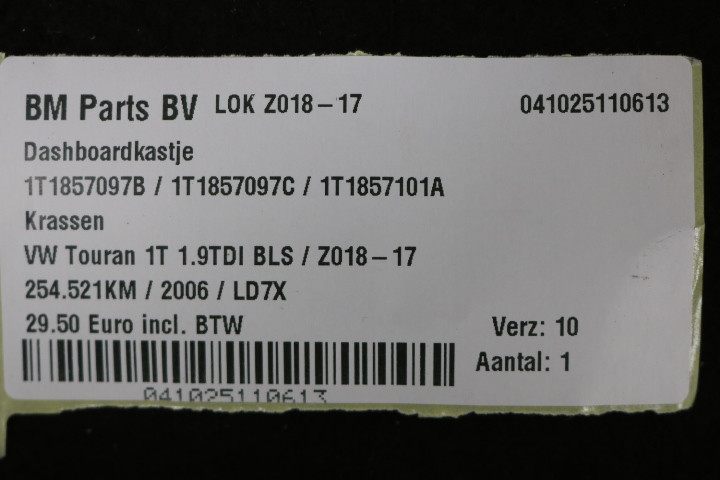 BM Parts BV LOK Z018-17 041025110613
Dashboardkastje
1T1857097B / 1T1857097C / 1T1857101A
Krassen
VW Touran 1T 1.9TDI BLS / Z018-17
254.521KM / 2006 / LD7X
29.50 Euro incl. BTW Verz: 10
Aantal: 1
041025110613